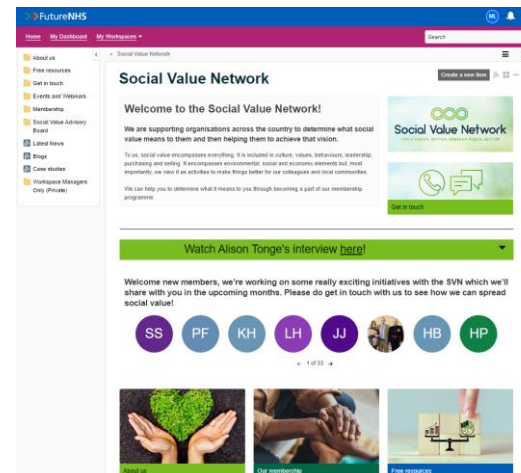 FutureNHS
ML
Home My Dashboard My Workspaces
Search
About us
Free resources
Get in touch
Events and Webinars
Membership
Social Value Advisory
Board
Latest News
Blogs
Case studies
Workspace Managers
Only (Private)
Social Value Network
Social Value Network
Create a new item
Welcome to the Social Value Network!
We are supporting organisations across the country to determine what social
value means to them and then helping them to achieve that vision.
To us, social value encompasses everything. It is included in culture, values, behaviours, leadership,
purchasing and selling. It encompasses environmental, social and economic elements but, most
importantly, we view it as activities to make things better for our colleagues and local communities.
We can help you to determine what it means to you through becoming a part of our membership
programme.
Social Value Network
FOR A FAIRER, BETTER, GREENER PUBLIC SECTOR
Get in touch
Watch Alison Tonge's interview here!
Welcome new members, we're working on some really exciting initiatives with the SVN which we'll
share with you in the upcoming months. Please do get in touch with us to see how we can spread
social value!
SS PF KH LH JJ HB HP
1 of 33
About us
Our membership
Free resources